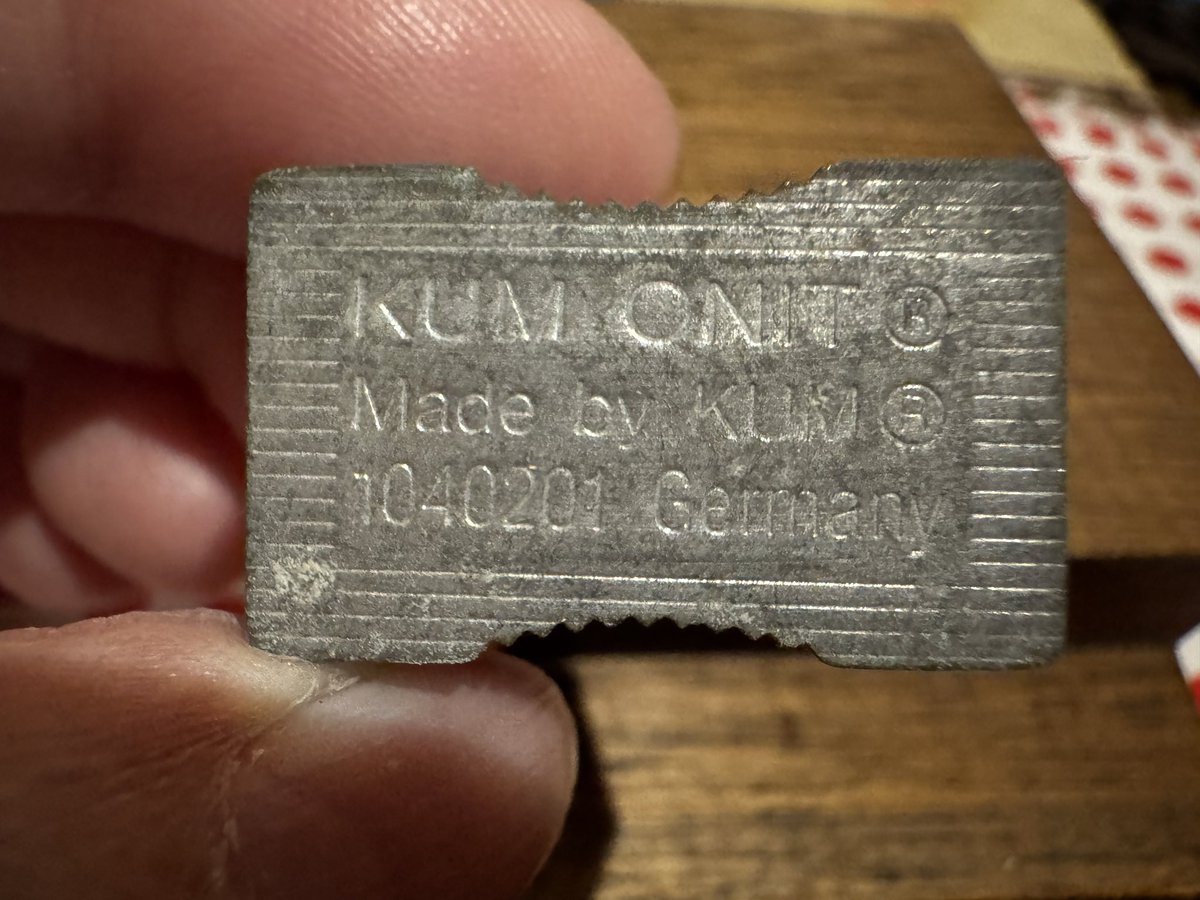 KUM ONIT ®
Made by KUM ®
1040201 Germany